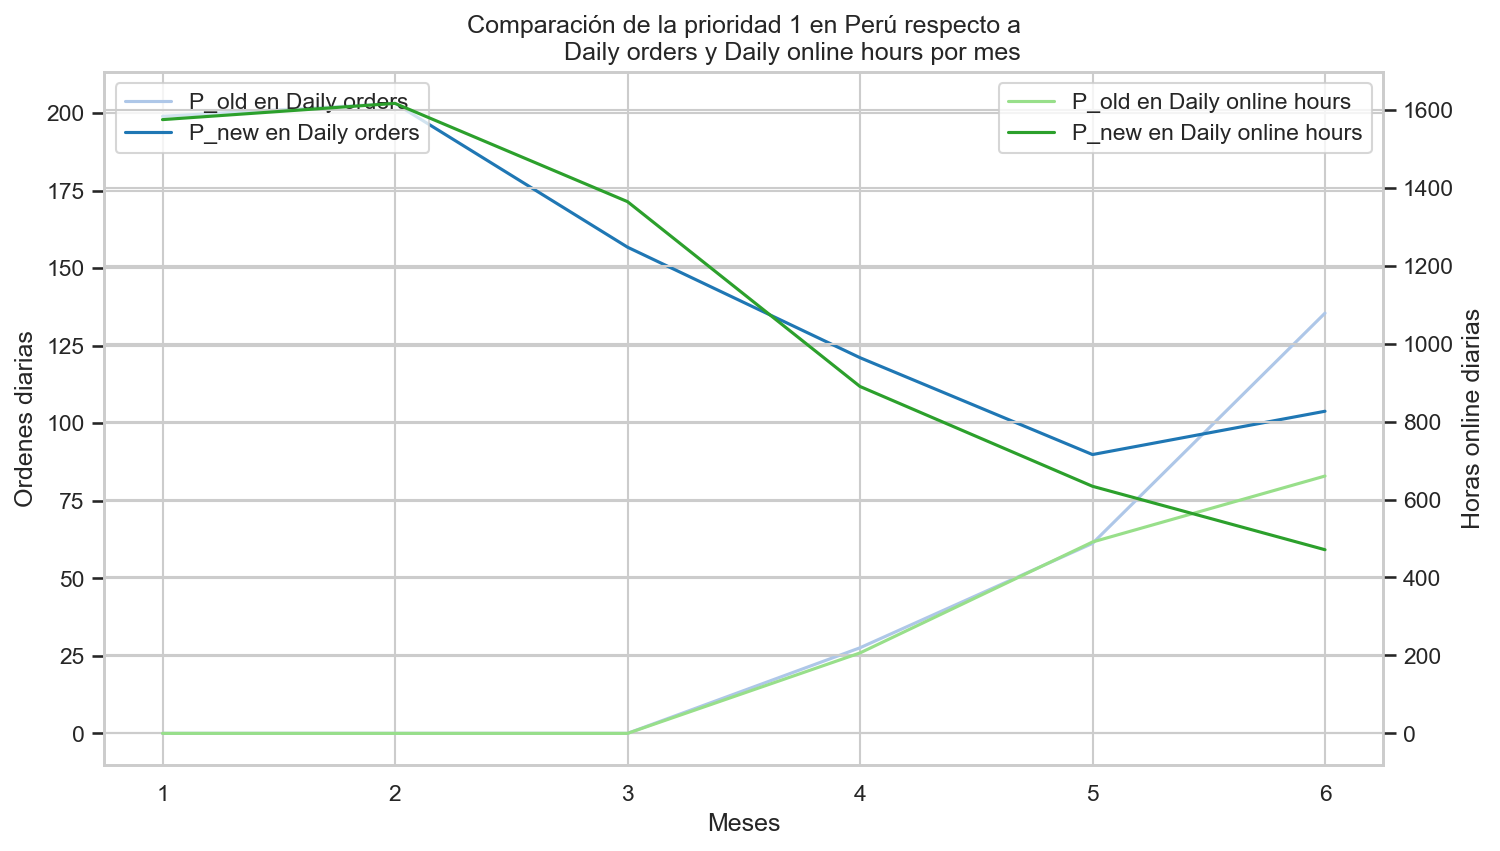 Comparación de la prioridad 1 en Perú respecto a
Daily orders y Daily online hours por mes
P_old en Daily orders
P_new en Daily orders
P_old en Daily online hours
P_new en Daily online hours
Ordenes diarias
200
175
150
125
100
75
50
25
0
1600
1400
1200
1000
800
600
400
200
0
Horas online diarias
1 2 3 4 5 6
Meses